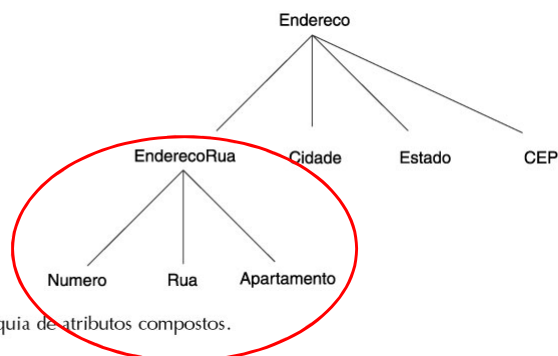 Endereco
EnderecoRua Cidade Estado CEP
Numero Rua Apartamento
quia de atributos compostos.